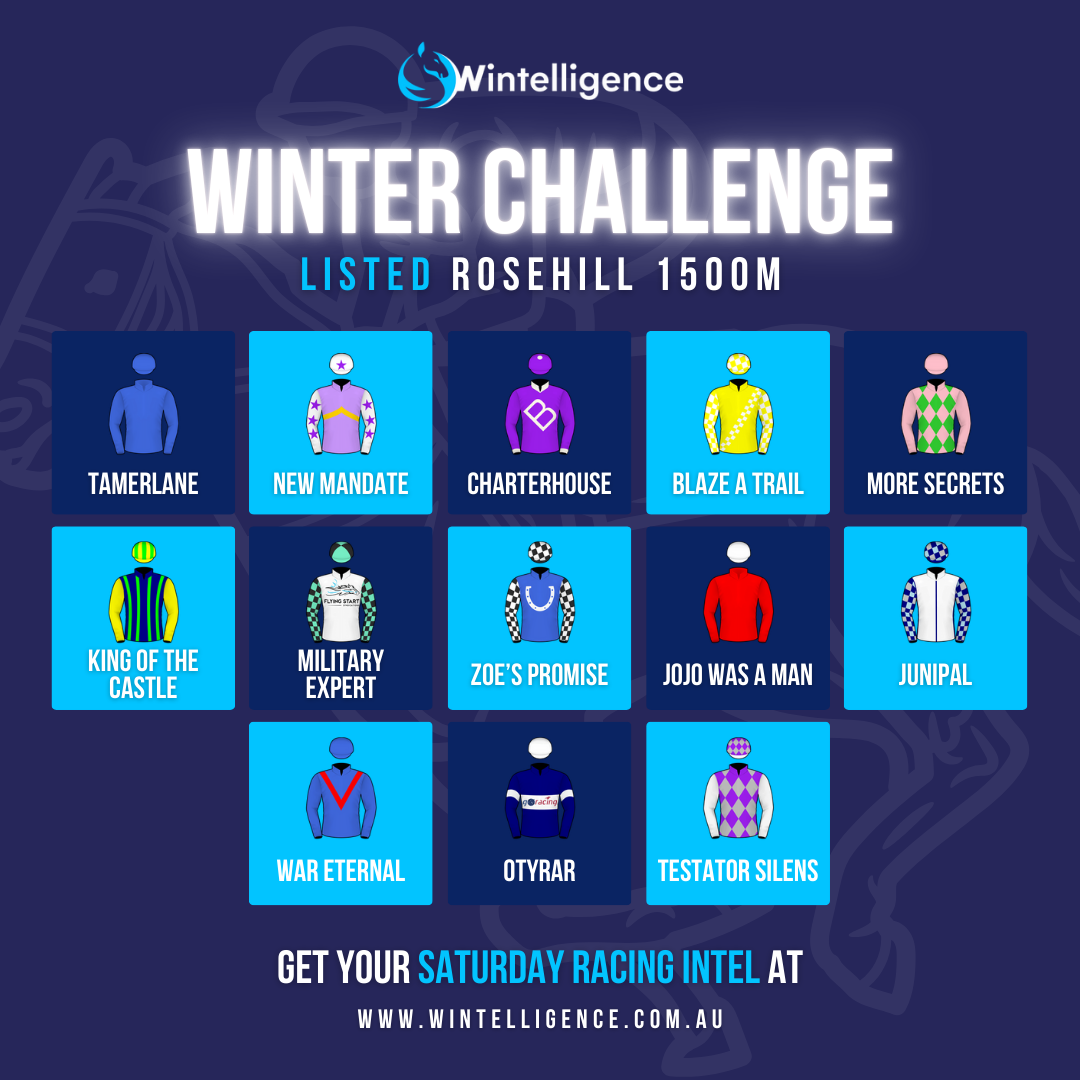 Wintelligence
WINTER CHALLENGE
LISTED ROSEHILL 1500M
TAMERLANE
NEW MANDATE
CHARTERHOUSE
BLAZE A TRAIL
MORE SECRETS
KING OF THE
CASTLE
FLYING START
MILITARY
EXPERT
ZOE'S PROMISE
JOJO WAS A MAN
JUNIPAL
WAR ETERNAL
go racing
OTYRAR
TESTATOR SILENS
GET YOUR SATURDAY RACING INTEL AT
WWW.WINTELLIGENCE.COM.AU